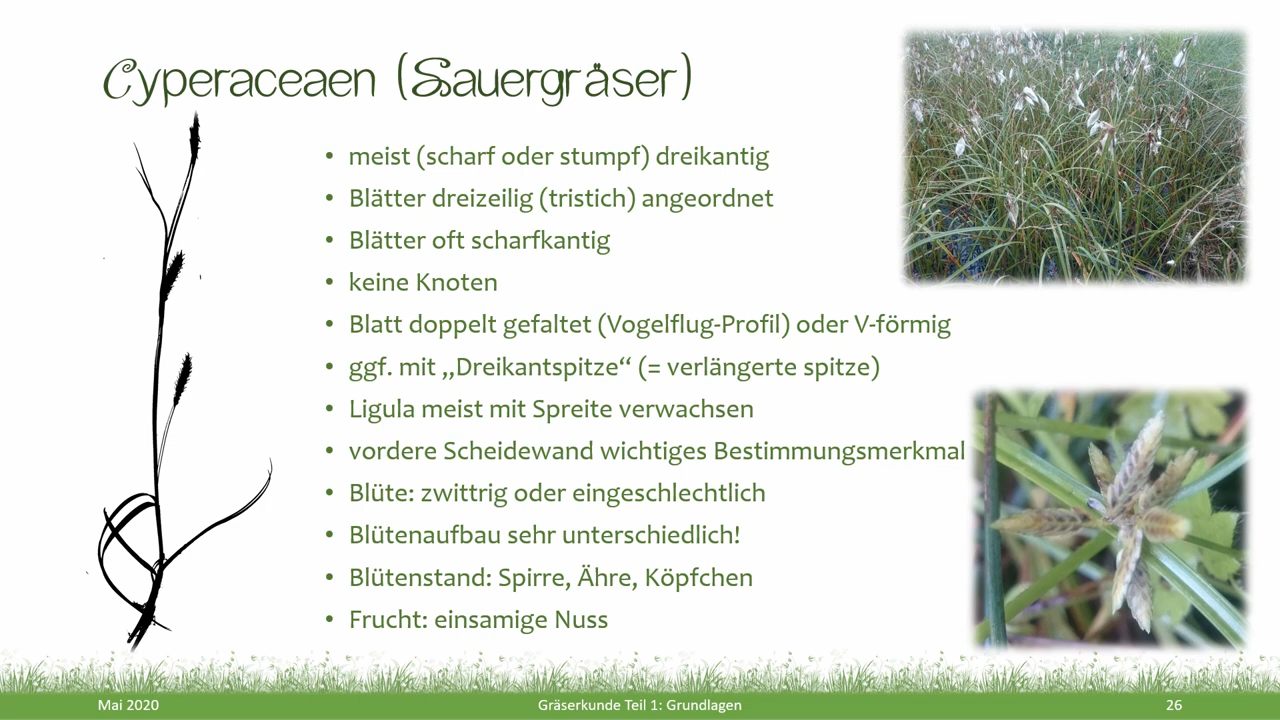 Cyperaceaen (Sauergräser)
• meist (scharf oder stumpf) dreikantig
• Blätter dreizeilig (tristich) angeordnet
• Blätter oft scharfkantig
• keine Knoten
• Blatt doppelt gefaltet (Vogelflug-Profil) oder V-förmig
• ggf. mit „Dreikantspitze“ (= verlängerte spitze)
• Ligula meist mit Spreite verwachsen
• vordere Scheidewand wichtiges Bestimmungsmerkmal
• Blüte: zwittrig oder eingeschlechtlich
• Blütenaufbau sehr unterschiedlich!
• Blütenstand: Spirre, Ähre, Köpfchen
• Frucht: einsamige Nuss
Mai 2020
Gräserkunde Teil 1: Grundlagen
26